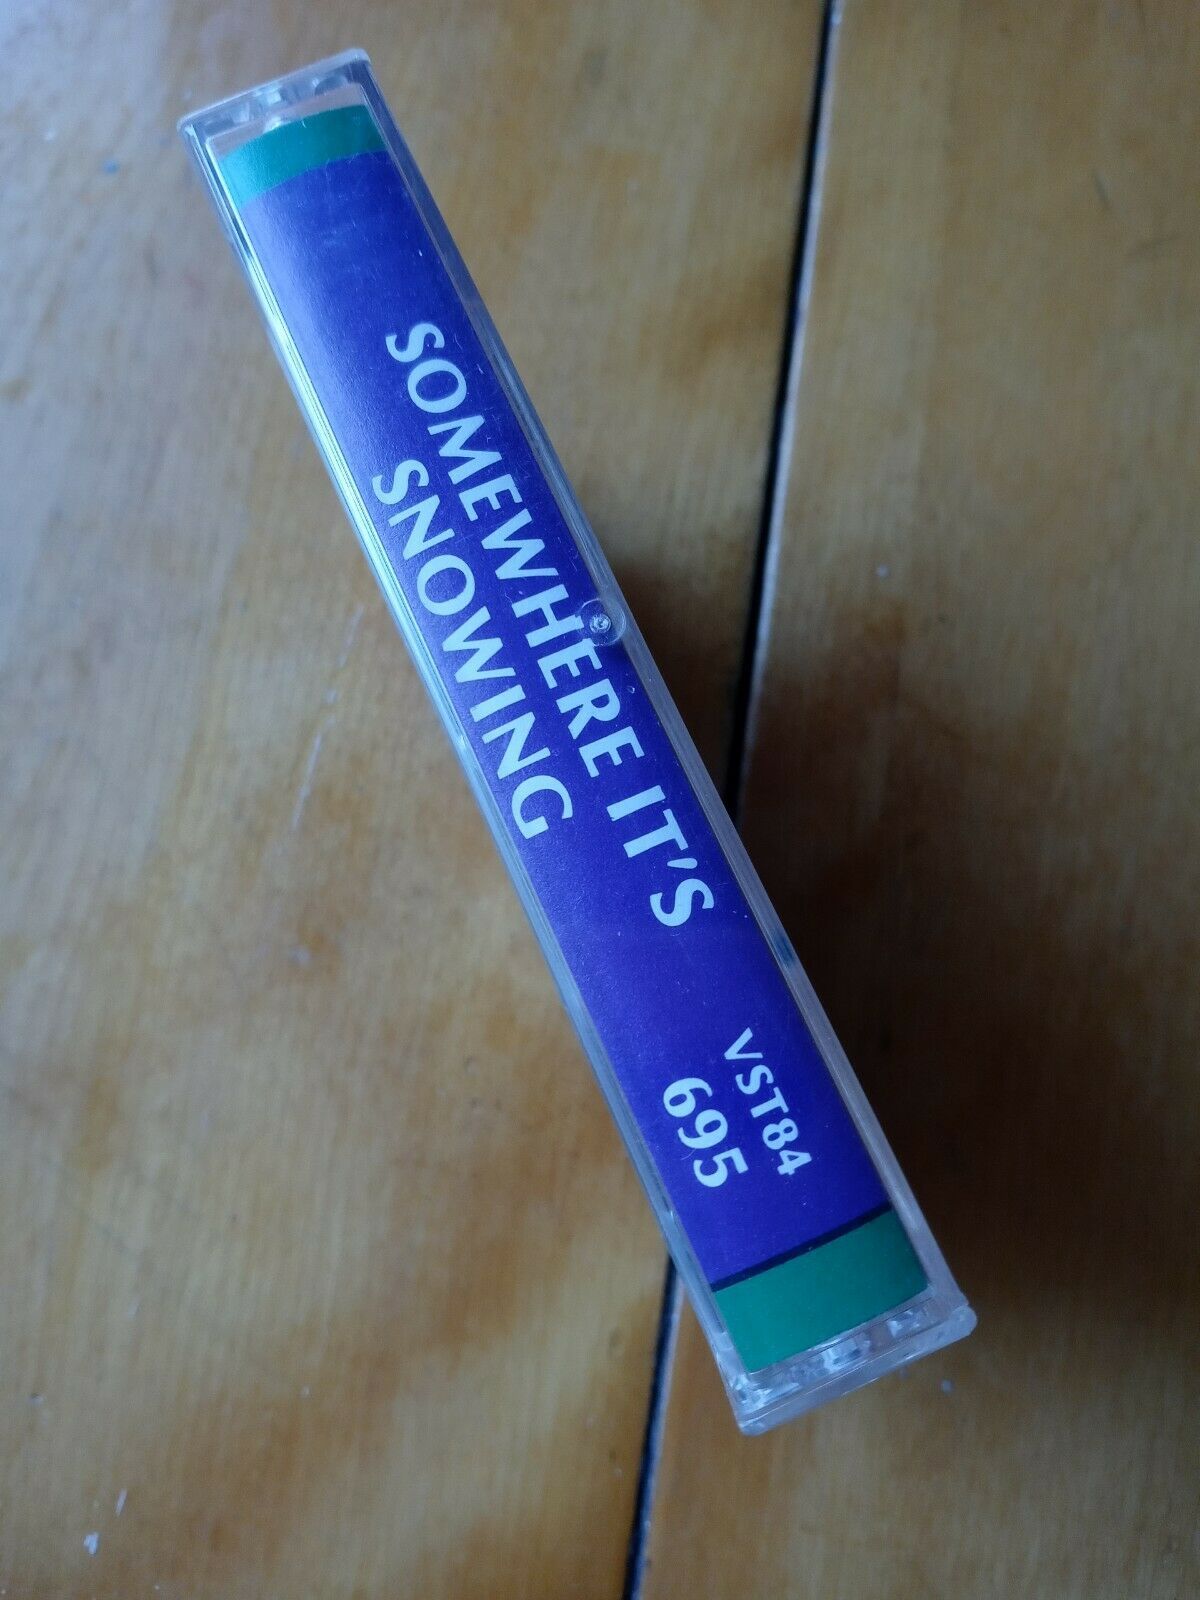 SOMEWHERE IT'S
SNOWING
VST84
695